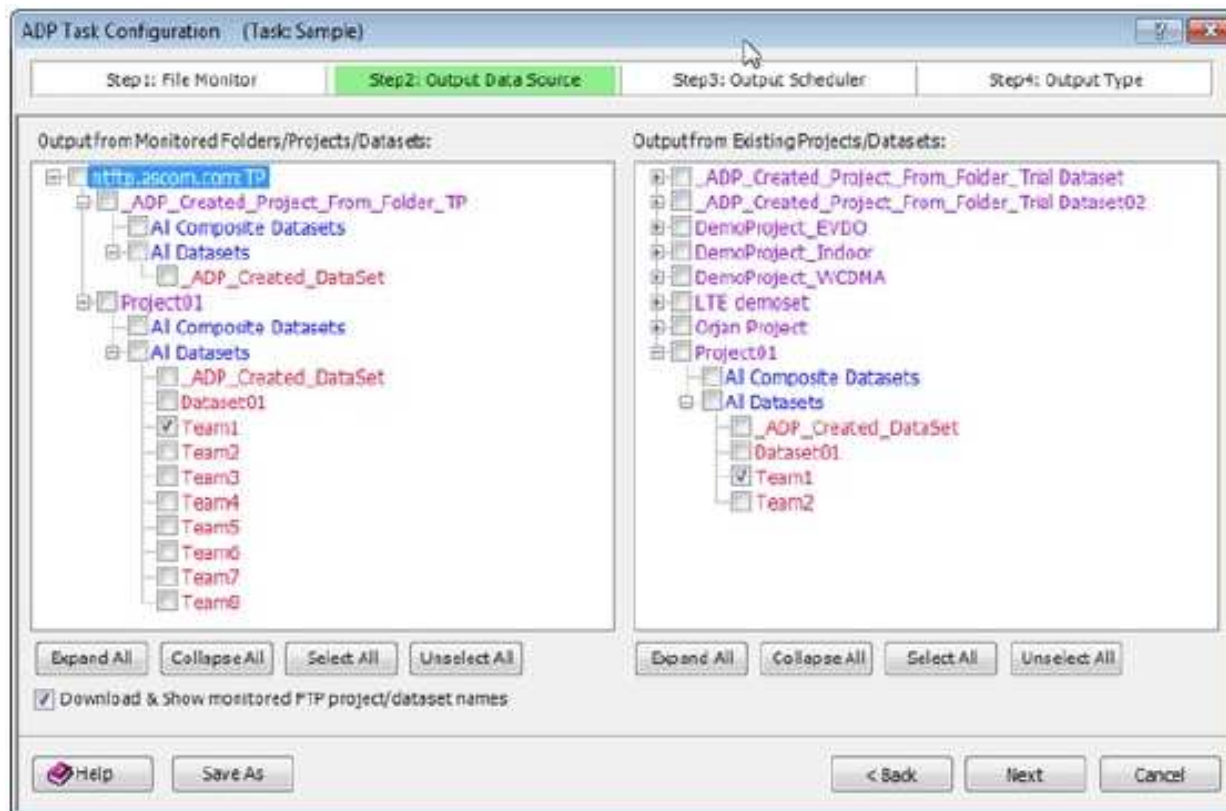 ADP Task Configuration (Task: Sample)
Step1: File Monitor
Step2: Output Data Source
Step3: Output Scheduler
Step4: Output Type
Output from Monitored Folders/Projects/Datasets:
ntftp.ascom.com:TP
_ADP_Created_Project_From_Folder_TP
All Composite Datasets
All Datasets
_ADP_Created_DataSet
Project01
All Composite Datasets
All Datasets
_ADP_Created_DataSet
Dataset01
Team1
Team2
Team3
Team4
Team5
Team6
Team7
Team8
Expand All
Collapse All
Select All
Unselect All
Download & Show monitored FTP project/dataset names
Output from Existing Projects/Datasets:
_ADP_Created_Project_From_Folder_Trial Dataset
_ADP_Created_Project_From_Folder_Trial Dataset02
DemoProject_EVDO
DemoProject_Indoor
DemoProject_WCDMA
LTE demoset
Orjan Project
Project01
All Composite Datasets
All Datasets
_ADP_Created_DataSet
Dataset01
Team1
Team2
Expand All
Collapse All
Select All
Unselect All
Help
Save As
< Back
Next
Cancel